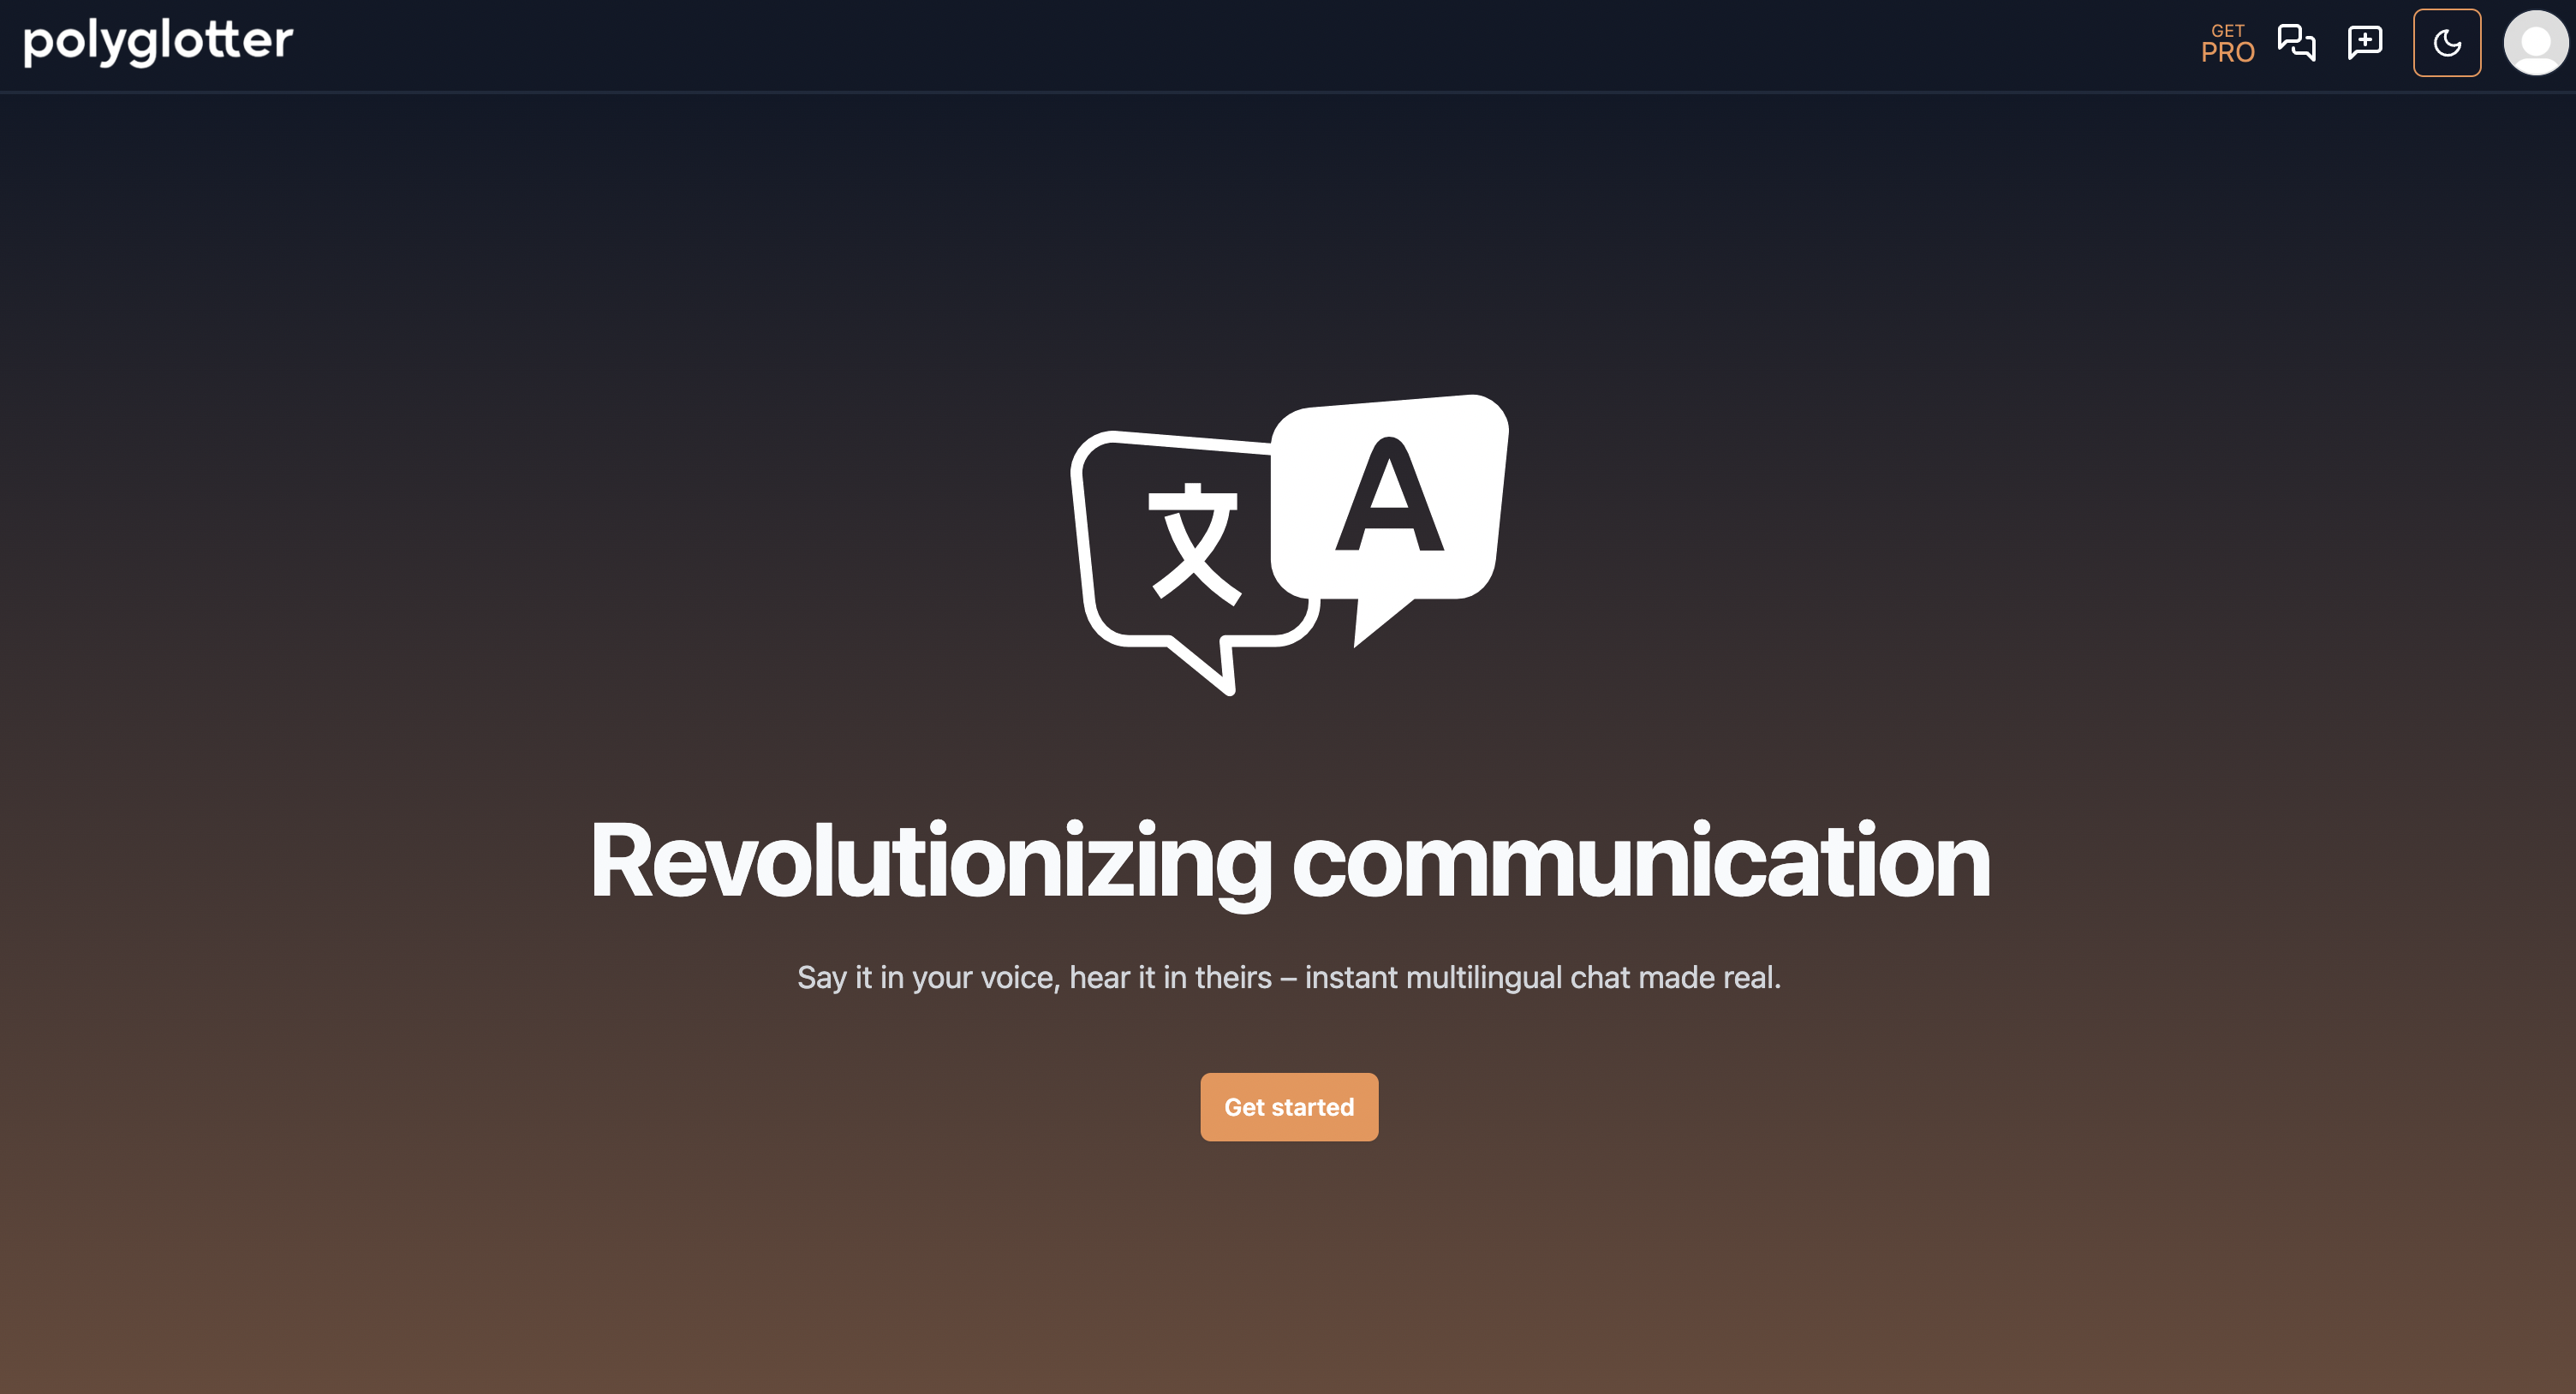 polyglotter
GET
PRO
文
A
Revolutionizing communication
Say it in your voice, hear it in theirs – instant multilingual chat made real.
Get started